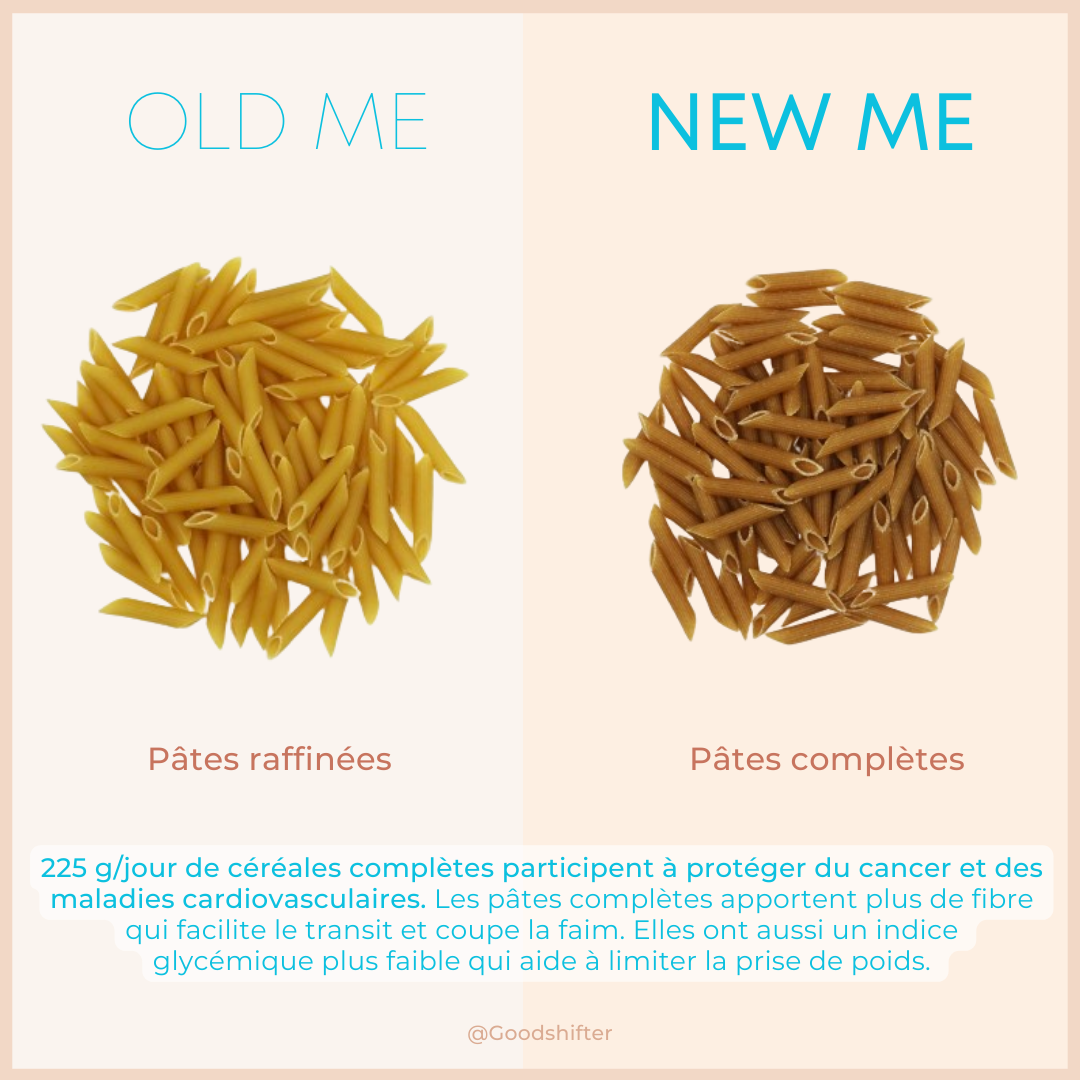 OLD ME
NEW ME
Pâtes raffinées
Pâtes complètes
225 g/jour de céréales complètes participent à protéger du cancer et des
maladies cardiovasculaires. Les pâtes complètes apportent plus de fibre
qui facilite le transit et coupe la faim. Elles ont aussi un indice
glycémique plus faible qui aide à limiter la prise de poids.
@Goodshifter